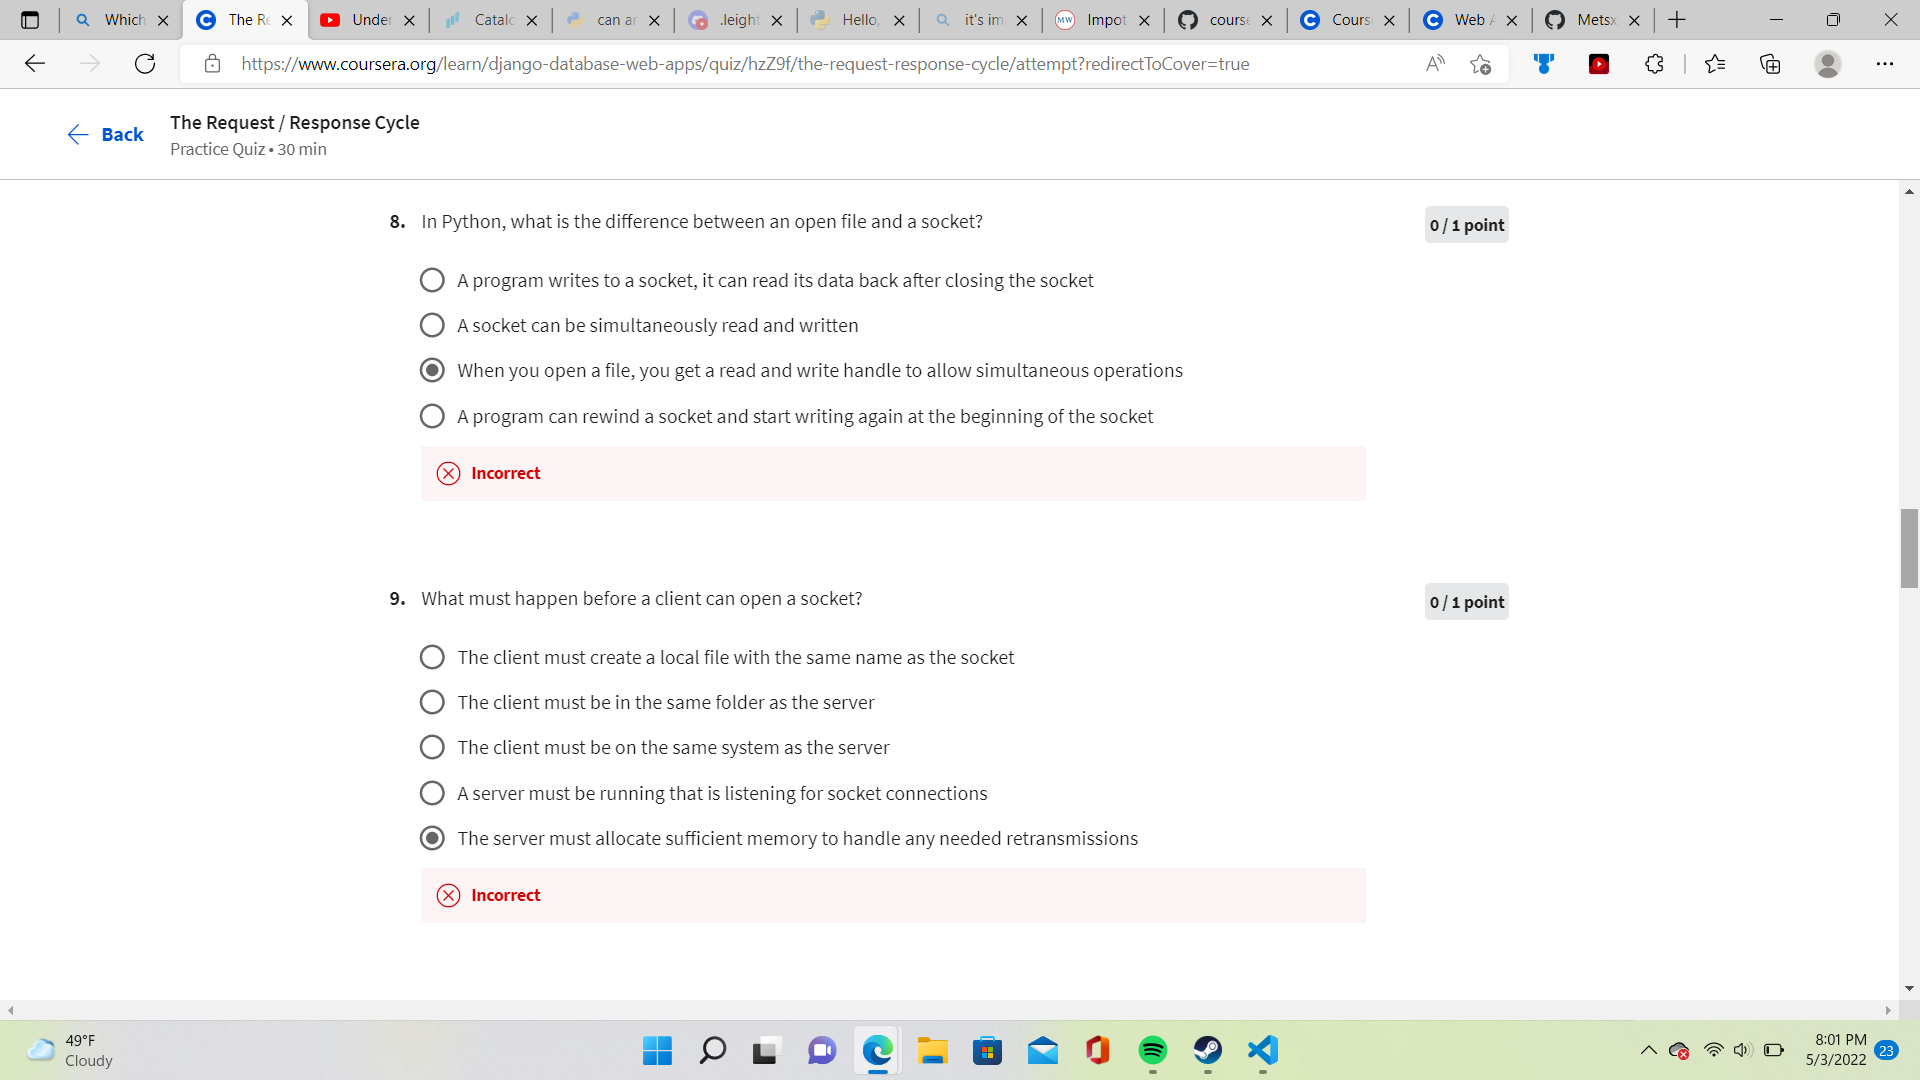 Which
The Re
Under
Catalo
can ar
.leight
Hello,
it's im
MW
Impot
course
Cours
Web A
Metsx
https://www.coursera.org/learn/django-database-web-apps/quiz/hzZ9f/the-request-response-cycle/attempt?redirectToCover=true
Back
The Request / Response Cycle
Practice Quiz • 30 min
8. In Python, what is the difference between an open file and a socket?
0 / 1 point
A program writes to a socket, it can read its data back after closing the socket
A socket can be simultaneously read and written
When you open a file, you get a read and write handle to allow simultaneous operations
A program can rewind a socket and start writing again at the beginning of the socket
Incorrect
9. What must happen before a client can open a socket?
0 / 1 point
The client must create a local file with the same name as the socket
The client must be in the same folder as the server
The client must be on the same system as the server
A server must be running that is listening for socket connections
The server must allocate sufficient memory to handle any needed retransmissions
Incorrect
49°F
Cloudy
8:01 PM
5/3/2022
23